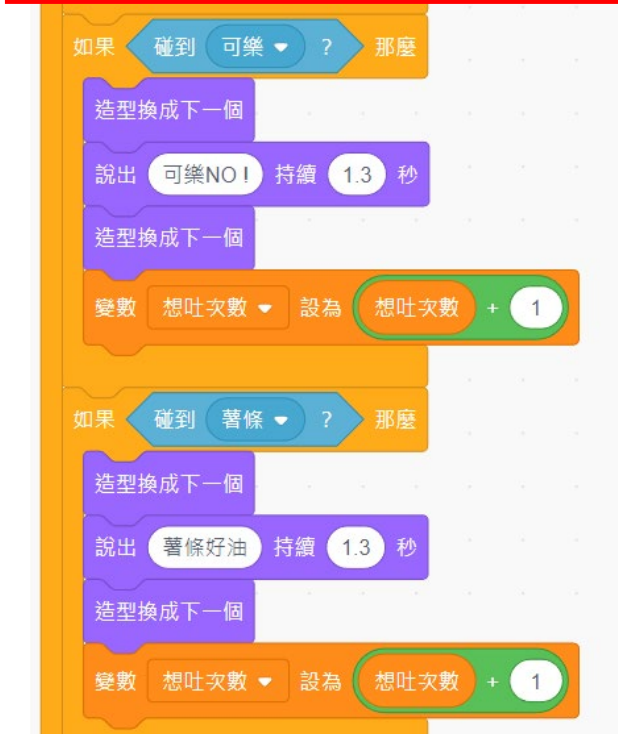 如果 碰到 可樂 ? 那麼
造型換成下一個
說出 可樂NO! 持續 1.3 秒
造型換成下一個
變數 想吐次數 設為 想吐次數 + 1
如果 碰到 薯條 ? 那麼
造型換成下一個
說出 薯條好油 持續 1.3 秒
造型換成下一個
變數 想吐次數 設為 想吐次數 + 1